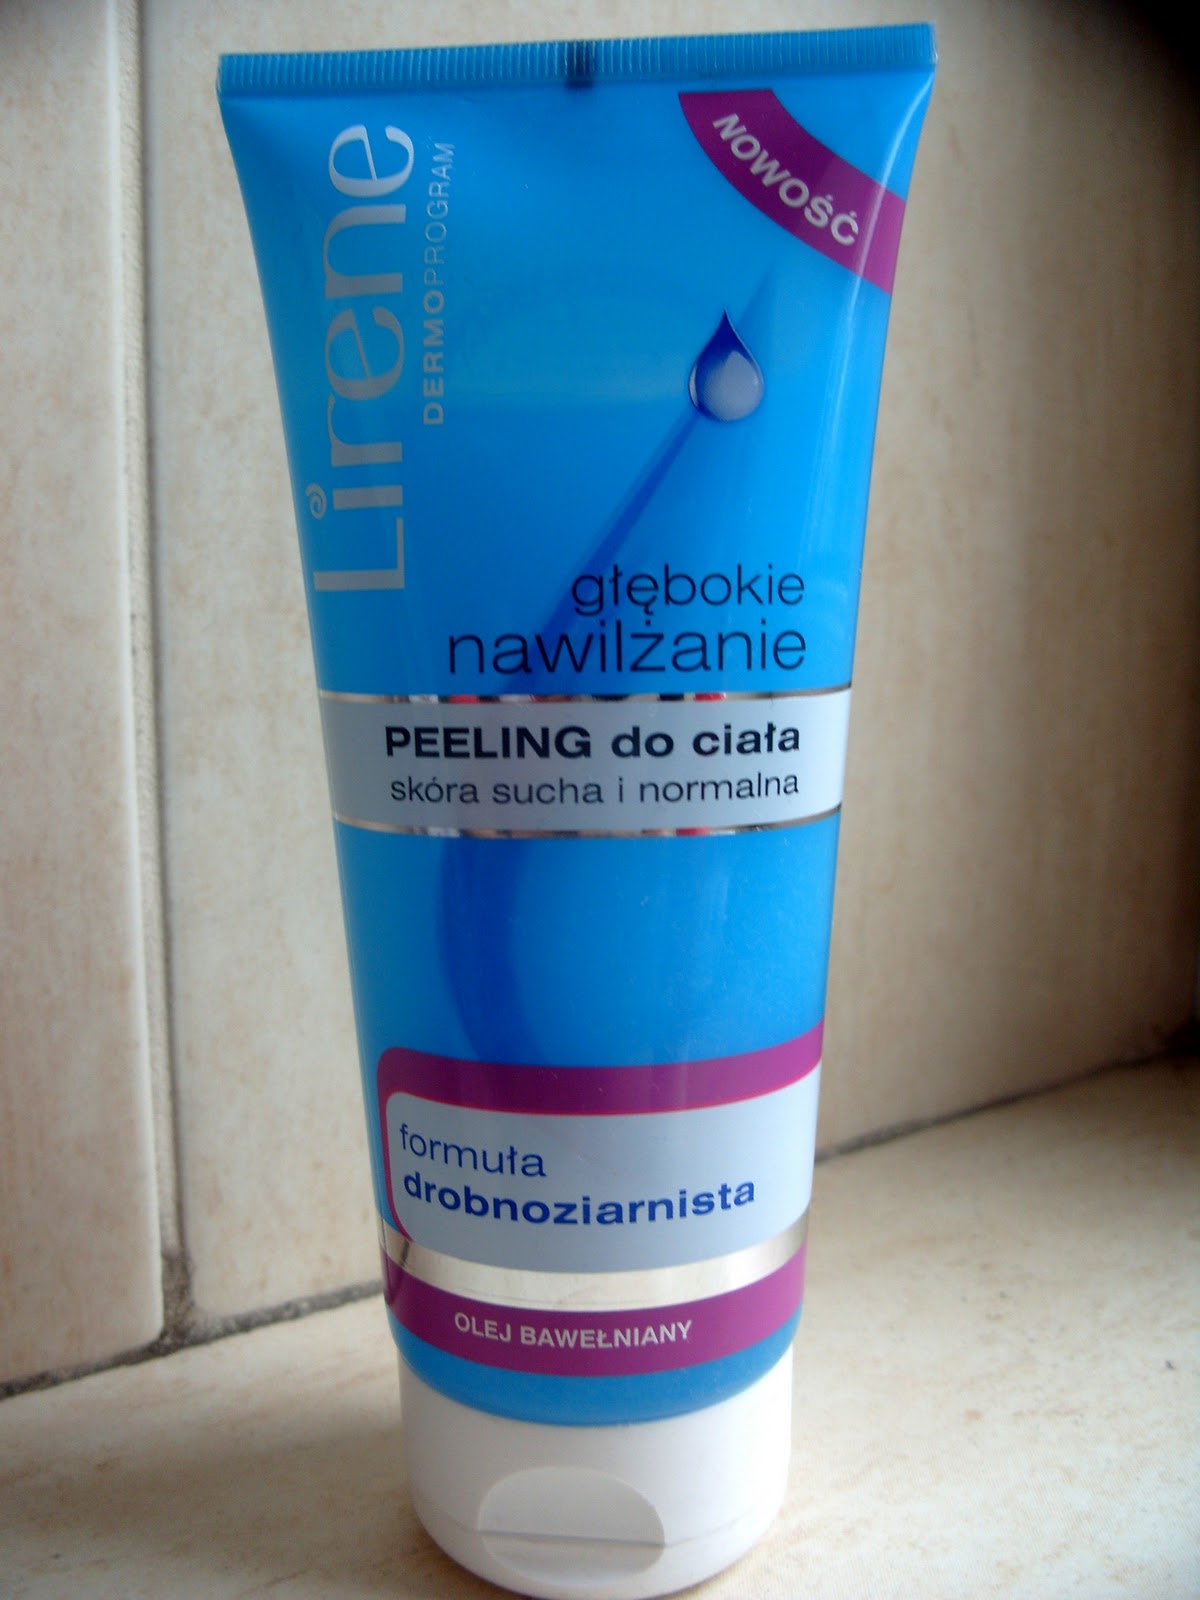 Lirene
DERMOPROGRAM
NOWOŚĆ
głębokie
nawilżanie
PEELING do ciała
skóra sucha i normalna
formuła
drobnoziarnista
OLEJ BAWEŁNIANY